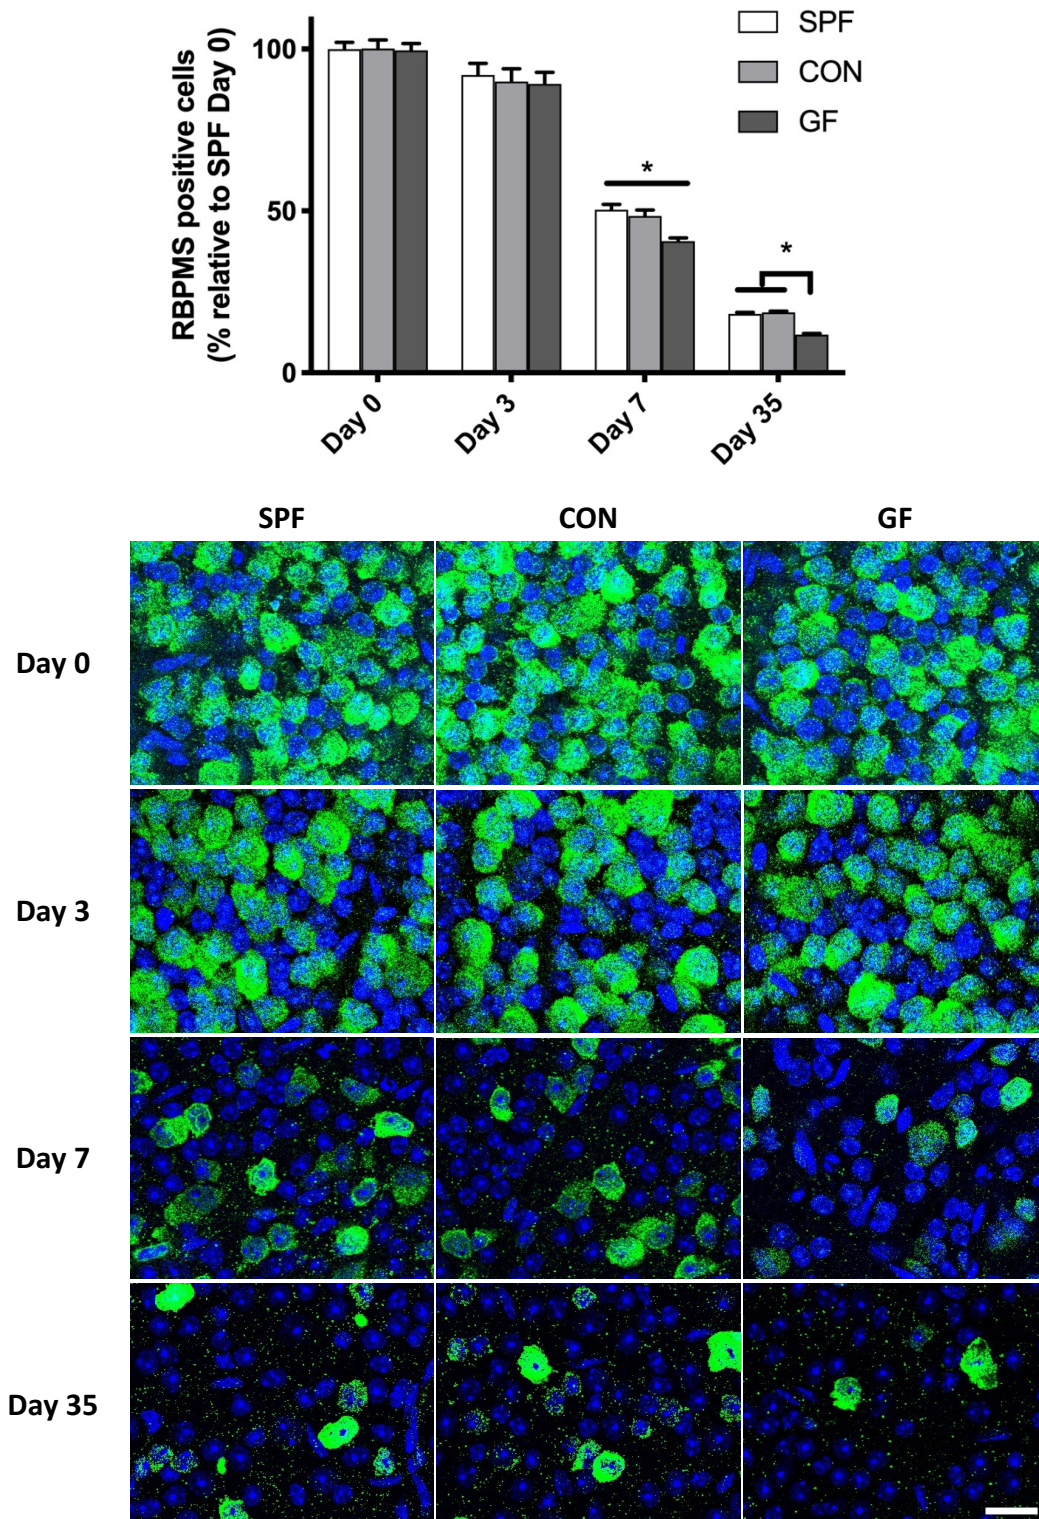 RBPMS positive cells
(% relative to SPF Day 0)
100
50
0
SPF
CON
GF
*
*
Day 0
Day 3
Day 7
Day 35
SPF
CON
GF
Day 0
Day 3
Day 7
Day 35